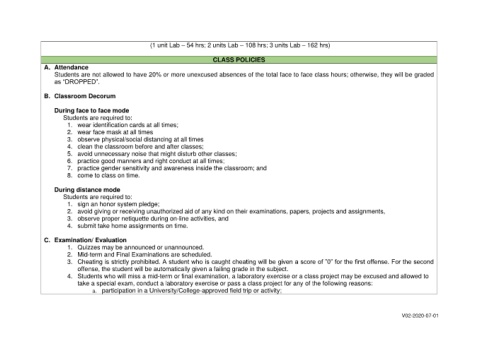 (1 unit Lab – 54 hrs; 2 units Lab – 108 hrs; 3 units Lab – 162 hrs)
CLASS POLICIES
A. Attendance
Students are not allowed to have 20% or more unexcused absences of the total face to face class hours; otherwise, they will be graded
as "DROPPED".
B. Classroom Decorum
During face to face mode
Students are required to:
1. wear identification cards at all times;
2. wear face mask at all times
3. observe physical/social distancing at all times
4. clean the classroom before and after classes;
5. avoid unnecessary noise that might disturb other classes;
6. practice good manners and right conduct at all times;
7. practice gender sensitivity and awareness inside the classroom; and
8. come to class on time.
During distance mode
Students are required to:
1. sign an honor system pledge;
2. avoid giving or receiving unauthorized aid of any kind on their examinations, papers, projects and assignments,
3. observe proper netiquette during on-line activities, and
4. submit take home assignments on time.
C. Examination/ Evaluation
1. Quizzes may be announced or unannounced.
2. Mid-term and Final Examinations are scheduled.
3. Cheating is strictly prohibited. A student who is caught cheating will be given a score of "0" for the first offense. For the second
offense, the student will be automatically given a failing grade in the subject.
4. Students who will miss a mid-term or final examination, a laboratory exercise or a class project may be excused and allowed to
take a special exam, conduct a laboratory exercise or pass a class project for any of the following reasons:
a. participation in a University/College-approved field trip or activity;
V02-2020-07-01